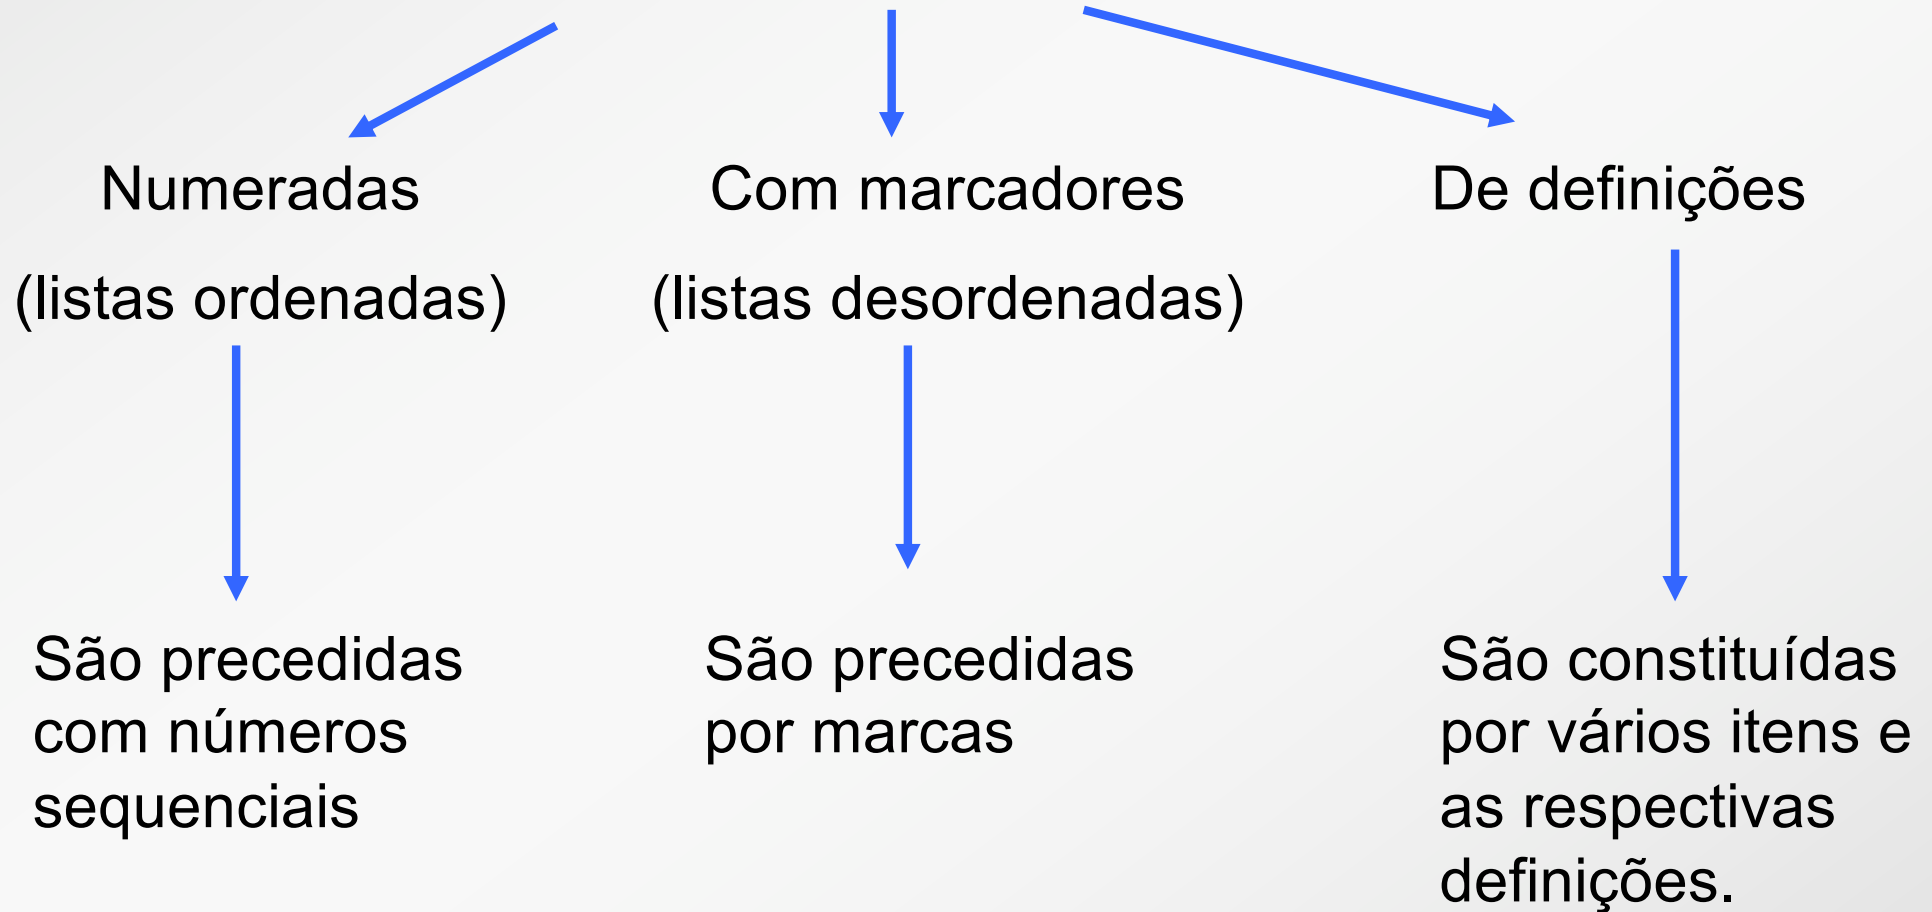 Numeradas
(listas ordenadas)
Com marcadores
(listas desordenadas)
De definições
São precedidas
com números
sequenciais
São precedidas
por marcas
São constituídas
por vários itens e
as respectivas
definições.